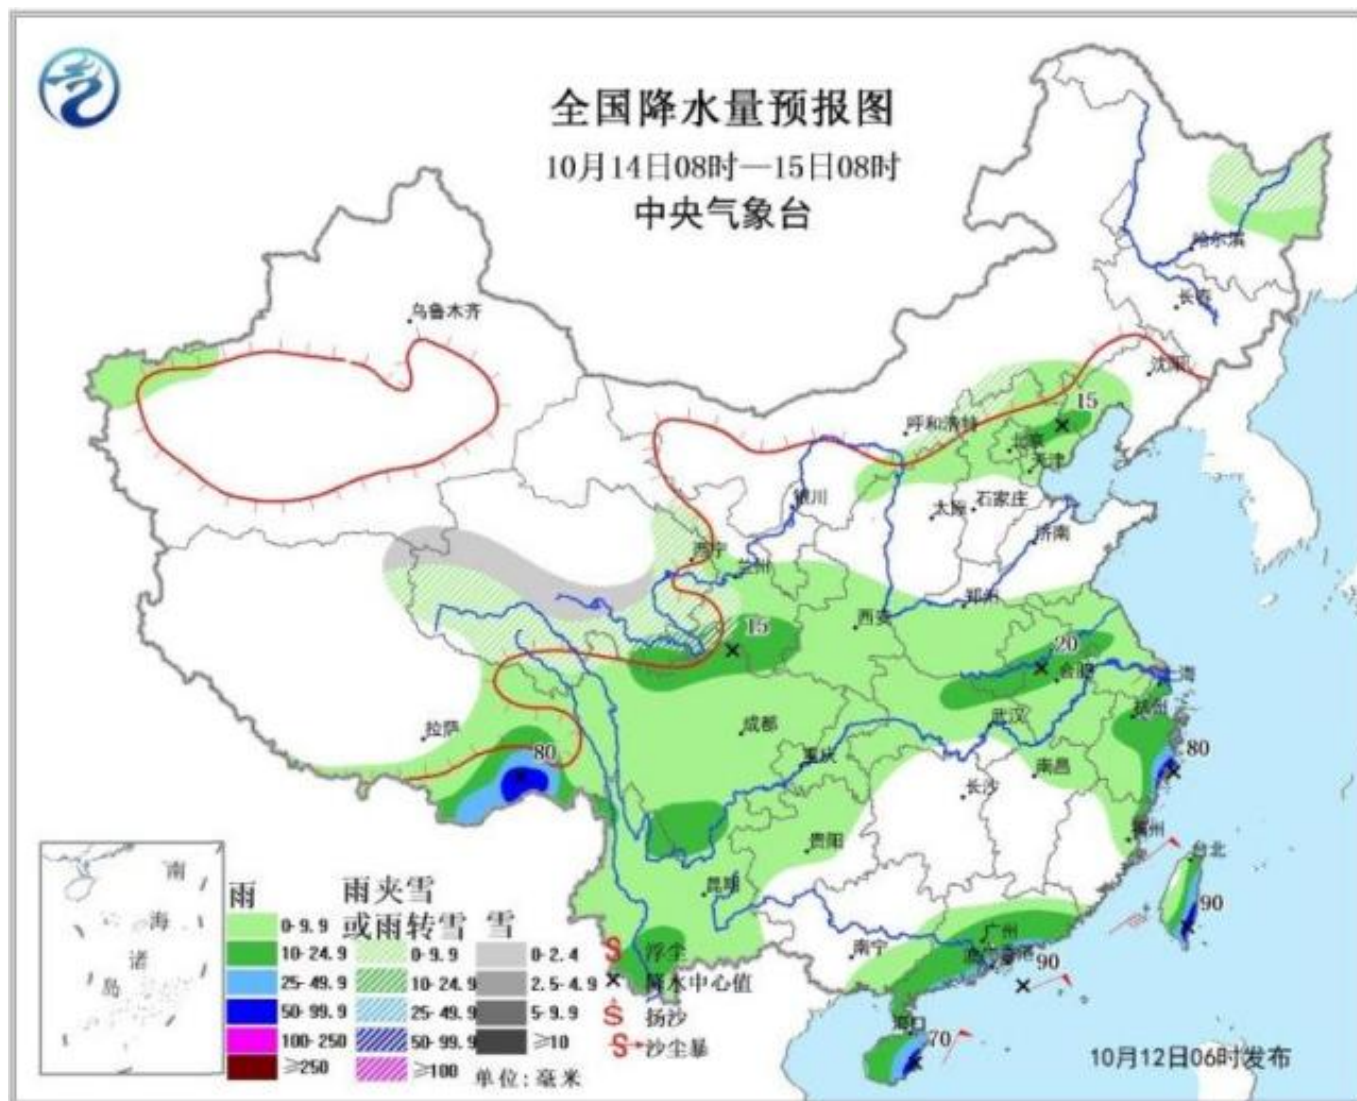 全国降水量预报图
10月14日08时—15日08时
中央气象台
哈尔滨
长春
乌鲁木齐
沈阳
15
呼和浩特
北京
天津
银川
太原
石家庄
济南
西宁
兰州
郑州
西安
15
20
合肥
上海
拉萨
成都
武汉
杭州
80
重庆
南昌
80
长沙
贵阳
福州
台北
昆明
90
广州
南宁
香港
90
海口
70
南
海
诸
岛
雨
0-9.9
10-24.9
25-49.9
50-99.9
100-250
≥250
雨夹雪
或雨转雪
0-9.9
10-24.9
25-49.9
50-99.9
≥100
雪
0-2.4
2.5-4.9
5-9.9
≥10
单位:毫米
浮尘
降水中心值
扬沙
沙尘暴
10月12日06时发布